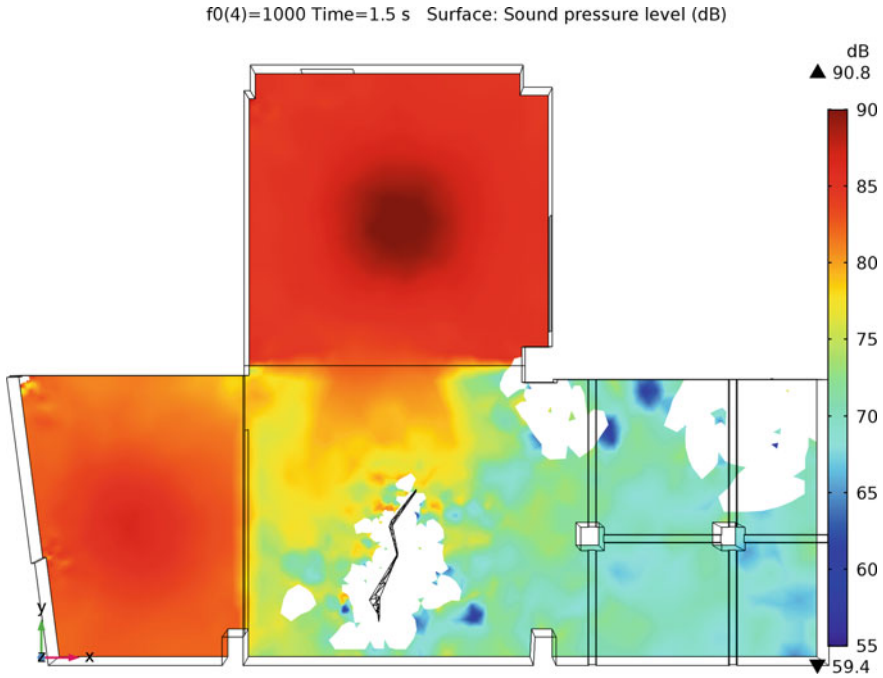 f0(4)=1000 Time=1.5 s Surface: Sound pressure level (dB)
dB
▲ 90.8
90
85
80
75
70
65
60
55
▼ 59.4
y
z
x